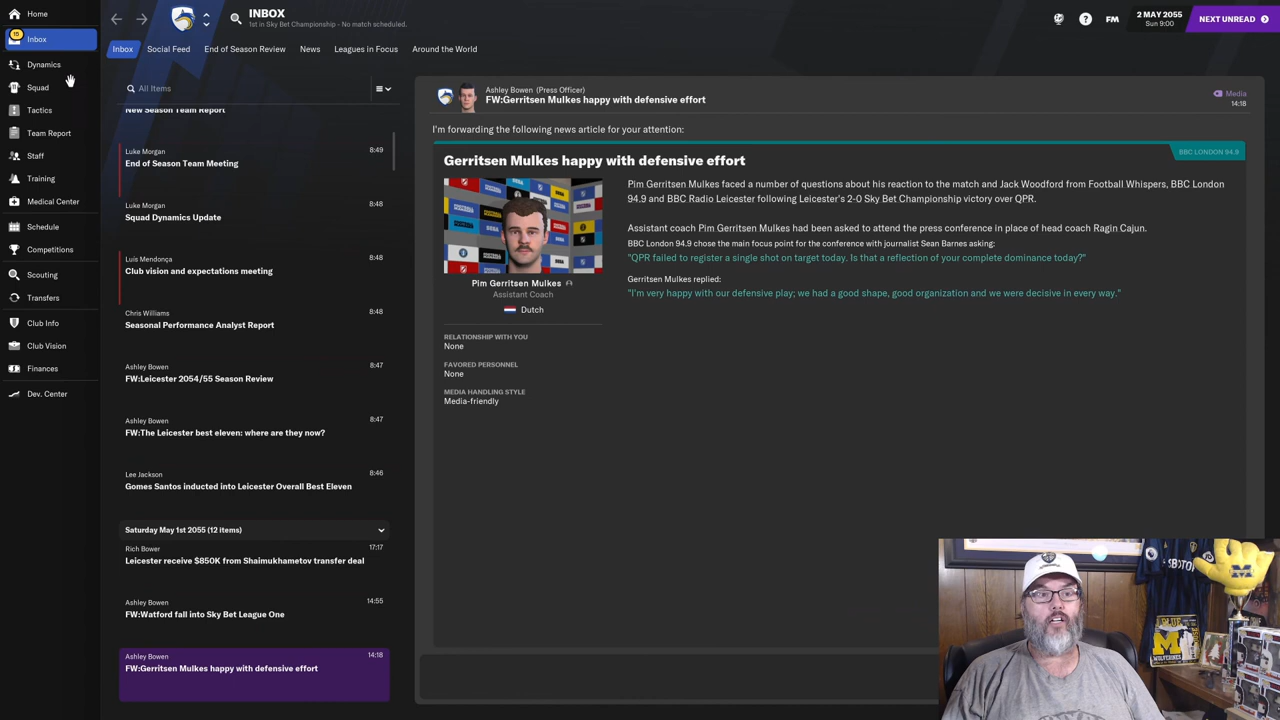 Home
15
Inbox
Dynamics
Squad
Tactics
Team Report
Staff
Training
Medical Center
Schedule
Competitions
Scouting
Transfers
Club Info
Club Vision
Finances
Dev. Center
INBOX
1st in Sky Bet Championship - No match scheduled.
FM
2 MAY 2055
Sun 9:00
NEXT UNREAD
Inbox
Social Feed
End of Season Review
News
Leagues in Focus
Around the World
All Items
New Season Team Report
Luke Morgan 8:49
End of Season Team Meeting
Luke Morgan 8:48
Squad Dynamics Update
Luís Mendonça 8:48
Club vision and expectations meeting
Chris Williams 8:48
Seasonal Performance Analyst Report
Ashley Bowen 8:47
FW:Leicester 2054/55 Season Review
Ashley Bowen 8:47
FW:The Leicester best eleven: where are they now?
Lee Jackson 8:46
Gomes Santos inducted into Leicester Overall Best Eleven
Saturday May 1st 2055 (12 items)
Rich Bower 17:17
Leicester receive $850K from Shaimukhametov transfer deal
Ashley Bowen 14:55
FW:Watford fall into Sky Bet League One
Ashley Bowen 14:18
FW:Gerritsen Mulkes happy with defensive effort
Ashley Bowen (Press Officer)
FW:Gerritsen Mulkes happy with defensive effort
Media
14:18
I'm forwarding the following news article for your attention:
BBC LONDON 94.9
Gerritsen Mulkes happy with defensive effort
Pim Gerritsen Mulkes
Assistant Coach
Dutch
RELATIONSHIP WITH YOU
None
FAVORED PERSONNEL
None
MEDIA HANDLING STYLE
Media-friendly
Pim Gerritsen Mulkes faced a number of questions about his reaction to the match and Jack Woodford from Football Whispers, BBC London
94.9 and BBC Radio Leicester following Leicester's 2-0 Sky Bet Championship victory over QPR.
Assistant coach Pim Gerritsen Mulkes had been asked to attend the press conference in place of head coach Ragin Cajun.
BBC London 94.9 chose the main focus point for the conference with journalist Sean Barnes asking:
"QPR failed to register a single shot on target today. Is that a reflection of your complete dominance today?"
Gerritsen Mulkes replied:
"I'm very happy with our defensive play; we had a good shape, good organization and we were decisive in every way."
M
BLUE
M
WOLVERINES